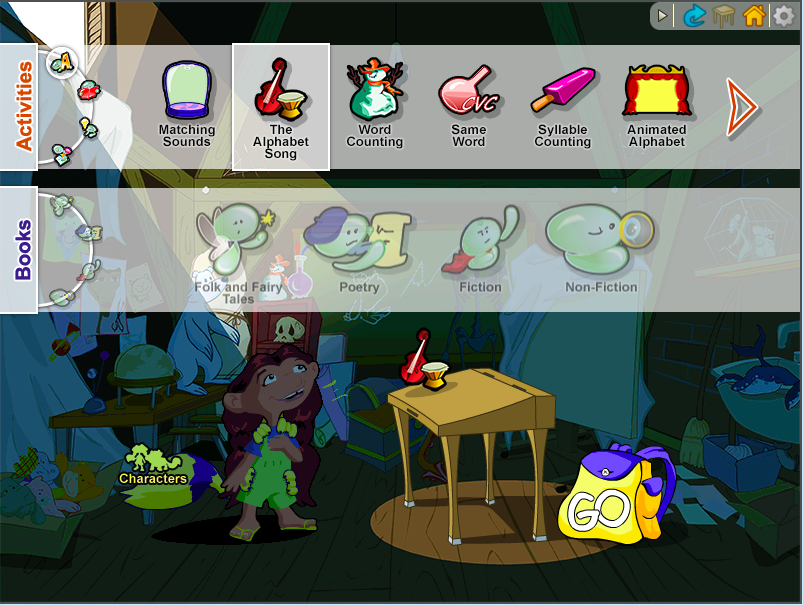 Activities
Matching
Sounds
The
Alphabet
Song
Word
Counting
CVC
Same
Word
Syllable
Counting
Animated
Alphabet
Books
Folk and Fairy
Tales
Poetry
Fiction
Non-Fiction
Characters
GO